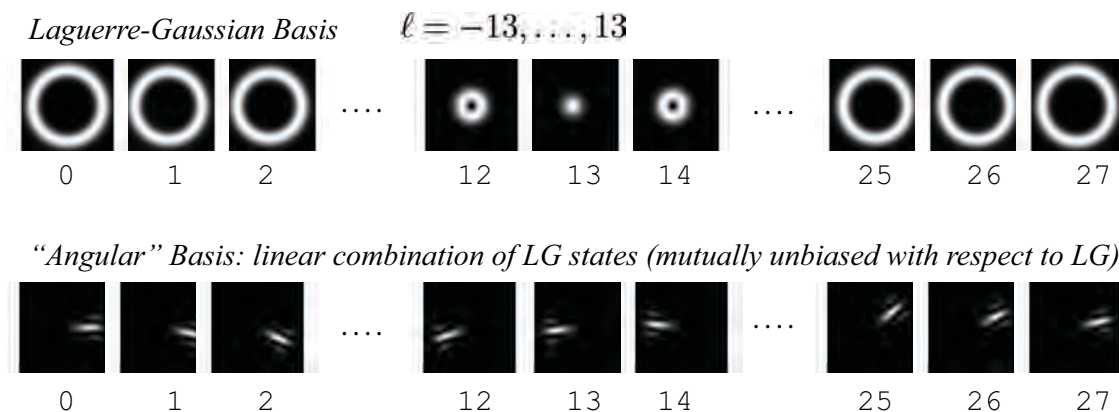 Laguerre-Gaussian Basis ℓ = −13, . . . , 13
.... ....
0 1 2 12 13 14 25 26 27
“Angular” Basis: linear combination of LG states (mutually unbiased with respect to LG)
.... ....
0 1 2 12 13 14 25 26 27